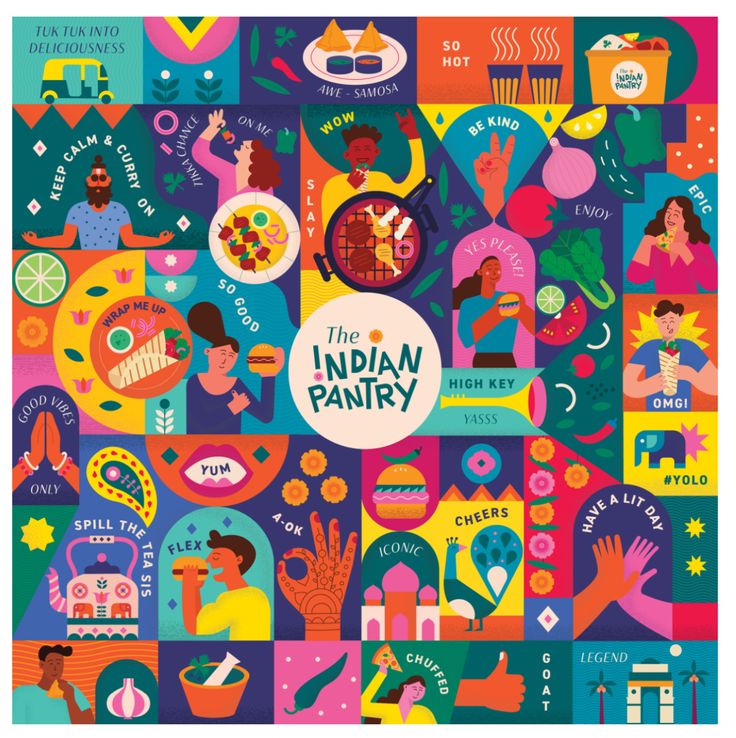 TUK TUK INTO
DELICIOUSNESS
AWE - SAMOSA
SO
HOT
The
INDIAN
PANTRY
KEEP CALM & CURRY ON
TIKKA CHANCE
ON ME
WOW
SLAY
BE KIND
ENJOY
EPIC
YES PLEASE!
WRAP ME UP
SO GOOD
The
INDIAN
PANTRY
HIGH KEY
YASSS
OMG!
GOOD VIBES
ONLY
YUM
#YOLO
SPILL THE TEA SIS
FLEX
A-OK
ICONIC
CHEERS
HAVE A LIT DAY
CHUFFED
GOAT
LEGEND